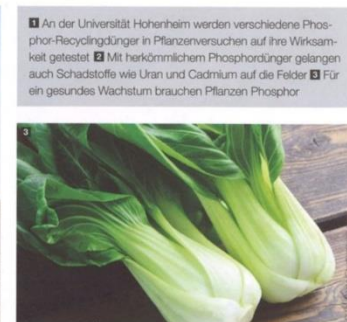 1 An der Universität Hohenheim werden verschiedene Phos-
phor-Recyclingdünger in Pflanzenversuchen auf ihre Wirksam-
keit getestet 2 Mit herkömmlichem Phosphordünger gelangen
auch Schadstoffe wie Uran und Cadmium auf die Felder 3 Für
ein gesundes Wachstum brauchen Pflanzen Phosphor
3